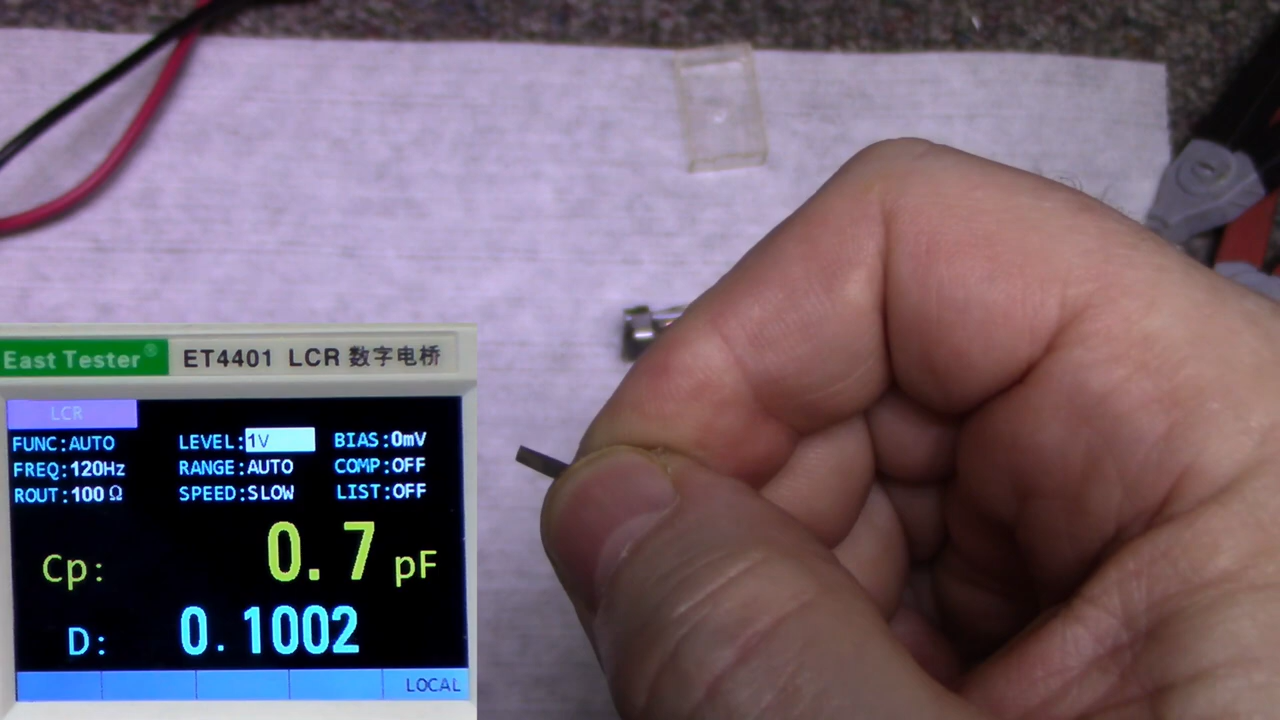 East Tester® ET4401 LCR 数字电桥
LCR
FUNC:AUTO LEVEL:1V BIAS:0mV
FREQ:120Hz RANGE:AUTO COMP:OFF
ROUT:100 Ω SPEED:SLOW LIST:OFF
Cp: 0.7 pF
D: 0.1002
LOCAL